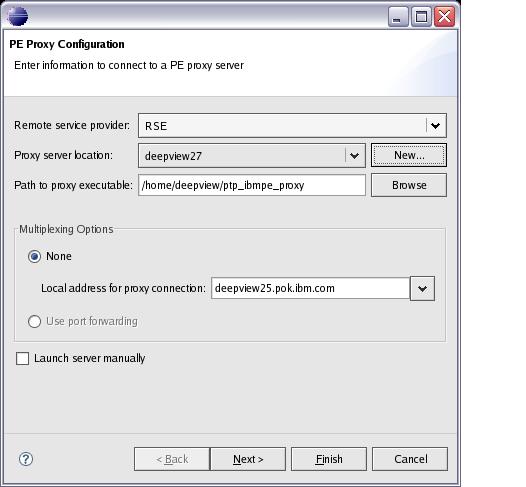 PE Proxy Configuration
Enter information to connect to a PE proxy server
Remote service provider: RSE
Proxy server location: deepview27 New...
Path to proxy executable: /home/deepview/ptp_ibmpe_proxy Browse
Multiplexing Options
None
Local address for proxy connection: deepview25.pok.ibm.com
Use port forwarding
Launch server manually
? < Back Next > Finish Cancel